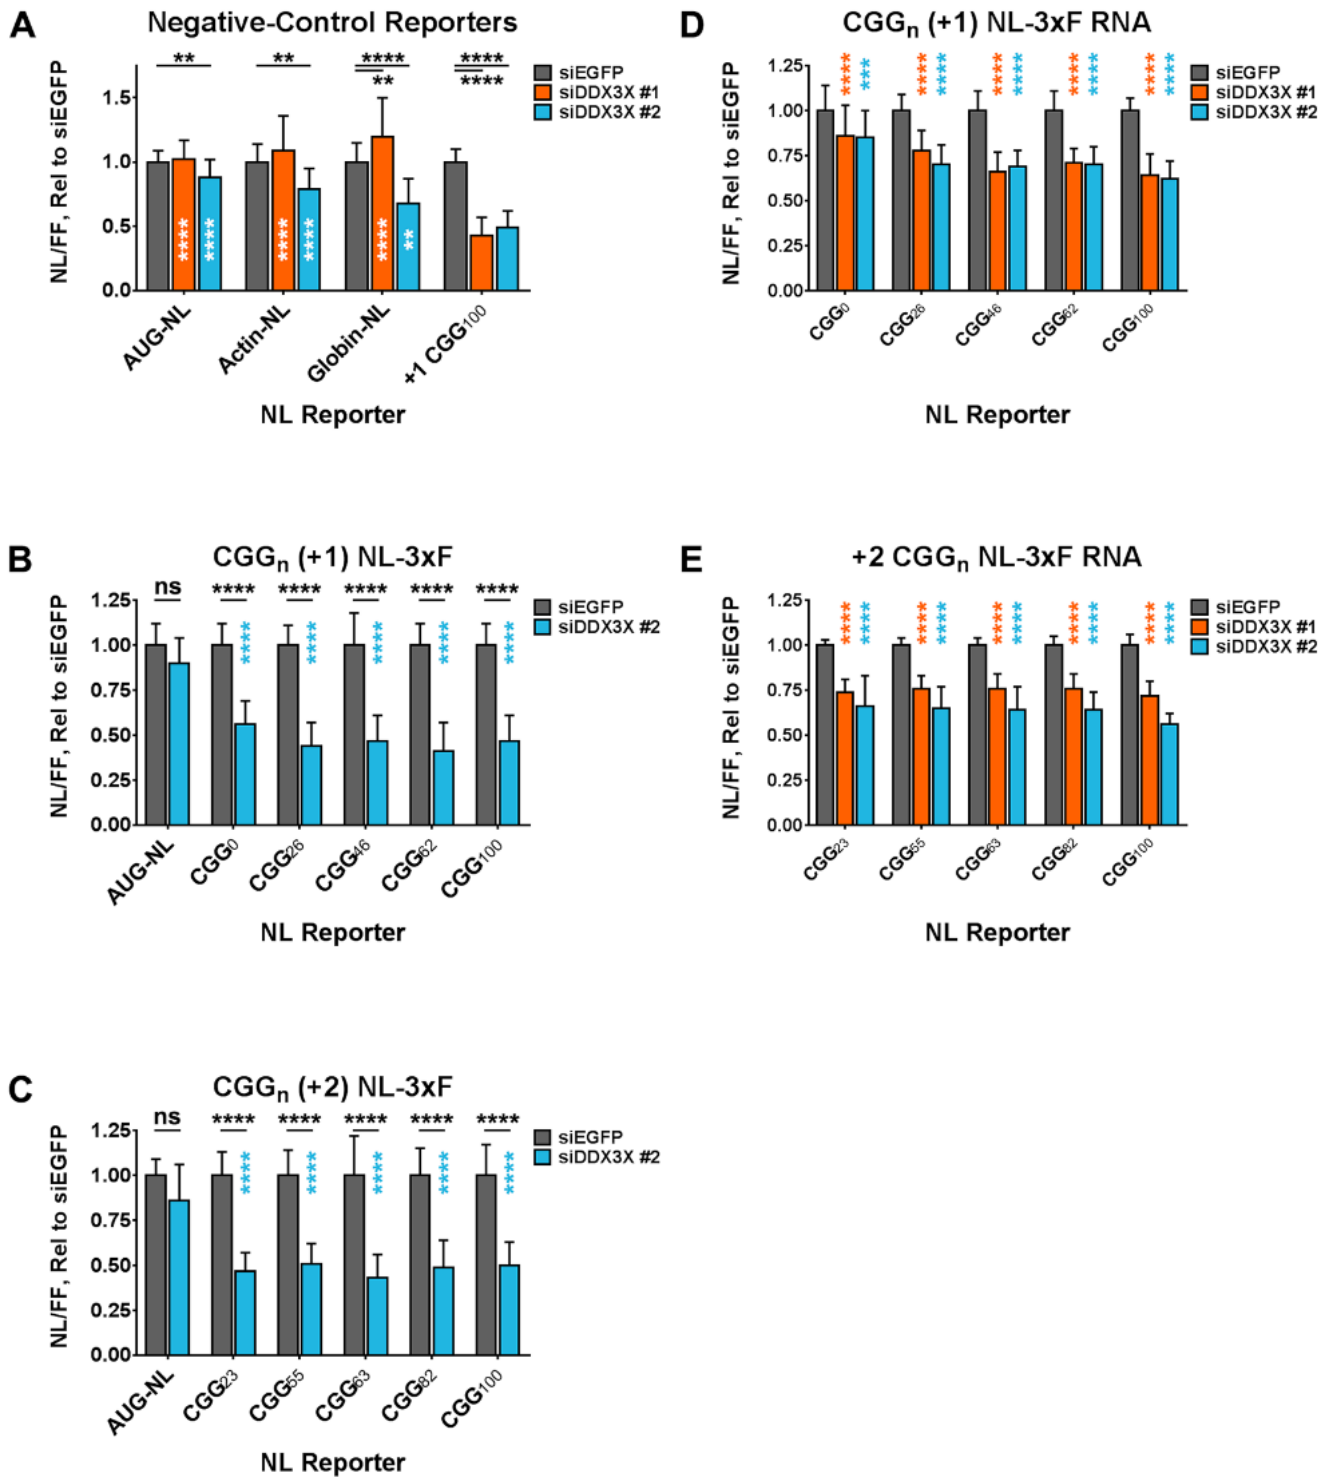 A
Negative-Control Reporters
NL/FF, Rel to siEGFP
1.5
1.0
0.5
0.0
** ** **** ****
** ****
**** **** **** **** **** **
siEGFP
siDDX3X #1
siDDX3X #2
AUG-NL Actin-NL Globin-NL +1 CGG100
NL Reporter
B
CGGn (+1) NL-3xF
NL/FF, Rel to siEGFP
1.25
1.00
0.75
0.50
0.25
0.00
ns **** **** **** **** ****
**** **** **** **** ****
siEGFP
siDDX3X #2
AUG-NL CGG0 CGG26 CGG46 CGG62 CGG100
NL Reporter
C
CGGn (+2) NL-3xF
NL/FF, Rel to siEGFP
1.25
1.00
0.75
0.50
0.25
0.00
ns **** **** **** **** ****
**** **** **** **** ****
siEGFP
siDDX3X #2
AUG-NL CGG23 CGG55 CGG63 CGG82 CGG100
NL Reporter
D
CGGn (+1) NL-3xF RNA
NL/FF, Rel to siEGFP
1.25
1.00
0.75
0.50
0.25
0.00
**** *** **** **** **** **** **** **** **** ****
siEGFP
siDDX3X #1
siDDX3X #2
CGG0 CGG26 CGG46 CGG62 CGG100
NL Reporter
E
+2 CGGn NL-3xF RNA
NL/FF, Rel to siEGFP
1.25
1.00
0.75
0.50
0.25
0.00
**** **** **** **** **** **** **** **** **** ****
siEGFP
siDDX3X #1
siDDX3X #2
CGG23 CGG55 CGG63 CGG82 CGG100
NL Reporter